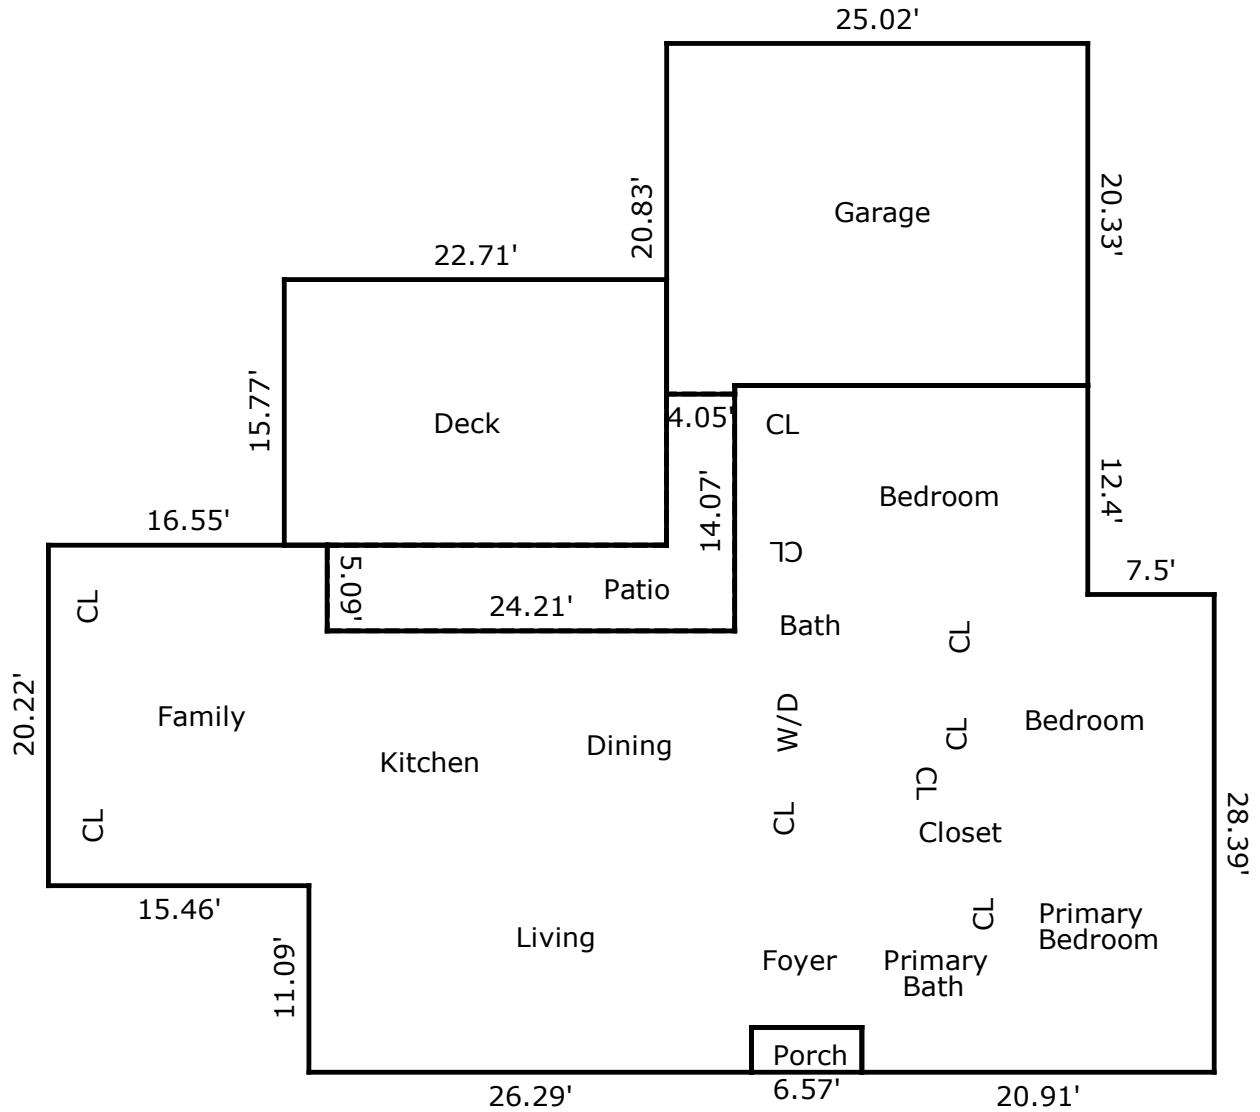 25.02'
20.83'
Garage
20.33'
22.71'
15.77'
Deck
4.05'
CL
14.07'
Bedroom
12.4'
16.55'
CL
5.09'
7.5'
CL
24.21'
Patio
Bath
CL
20.22'
Family
Kitchen
Dining
W/D
CL
Bedroom
CL
CL
CL
Closet
28.39'
15.46'
11.09'
Living
Foyer
Primary
Bath
CL
Primary
Bedroom
Porch
26.29'
6.57'
20.91'